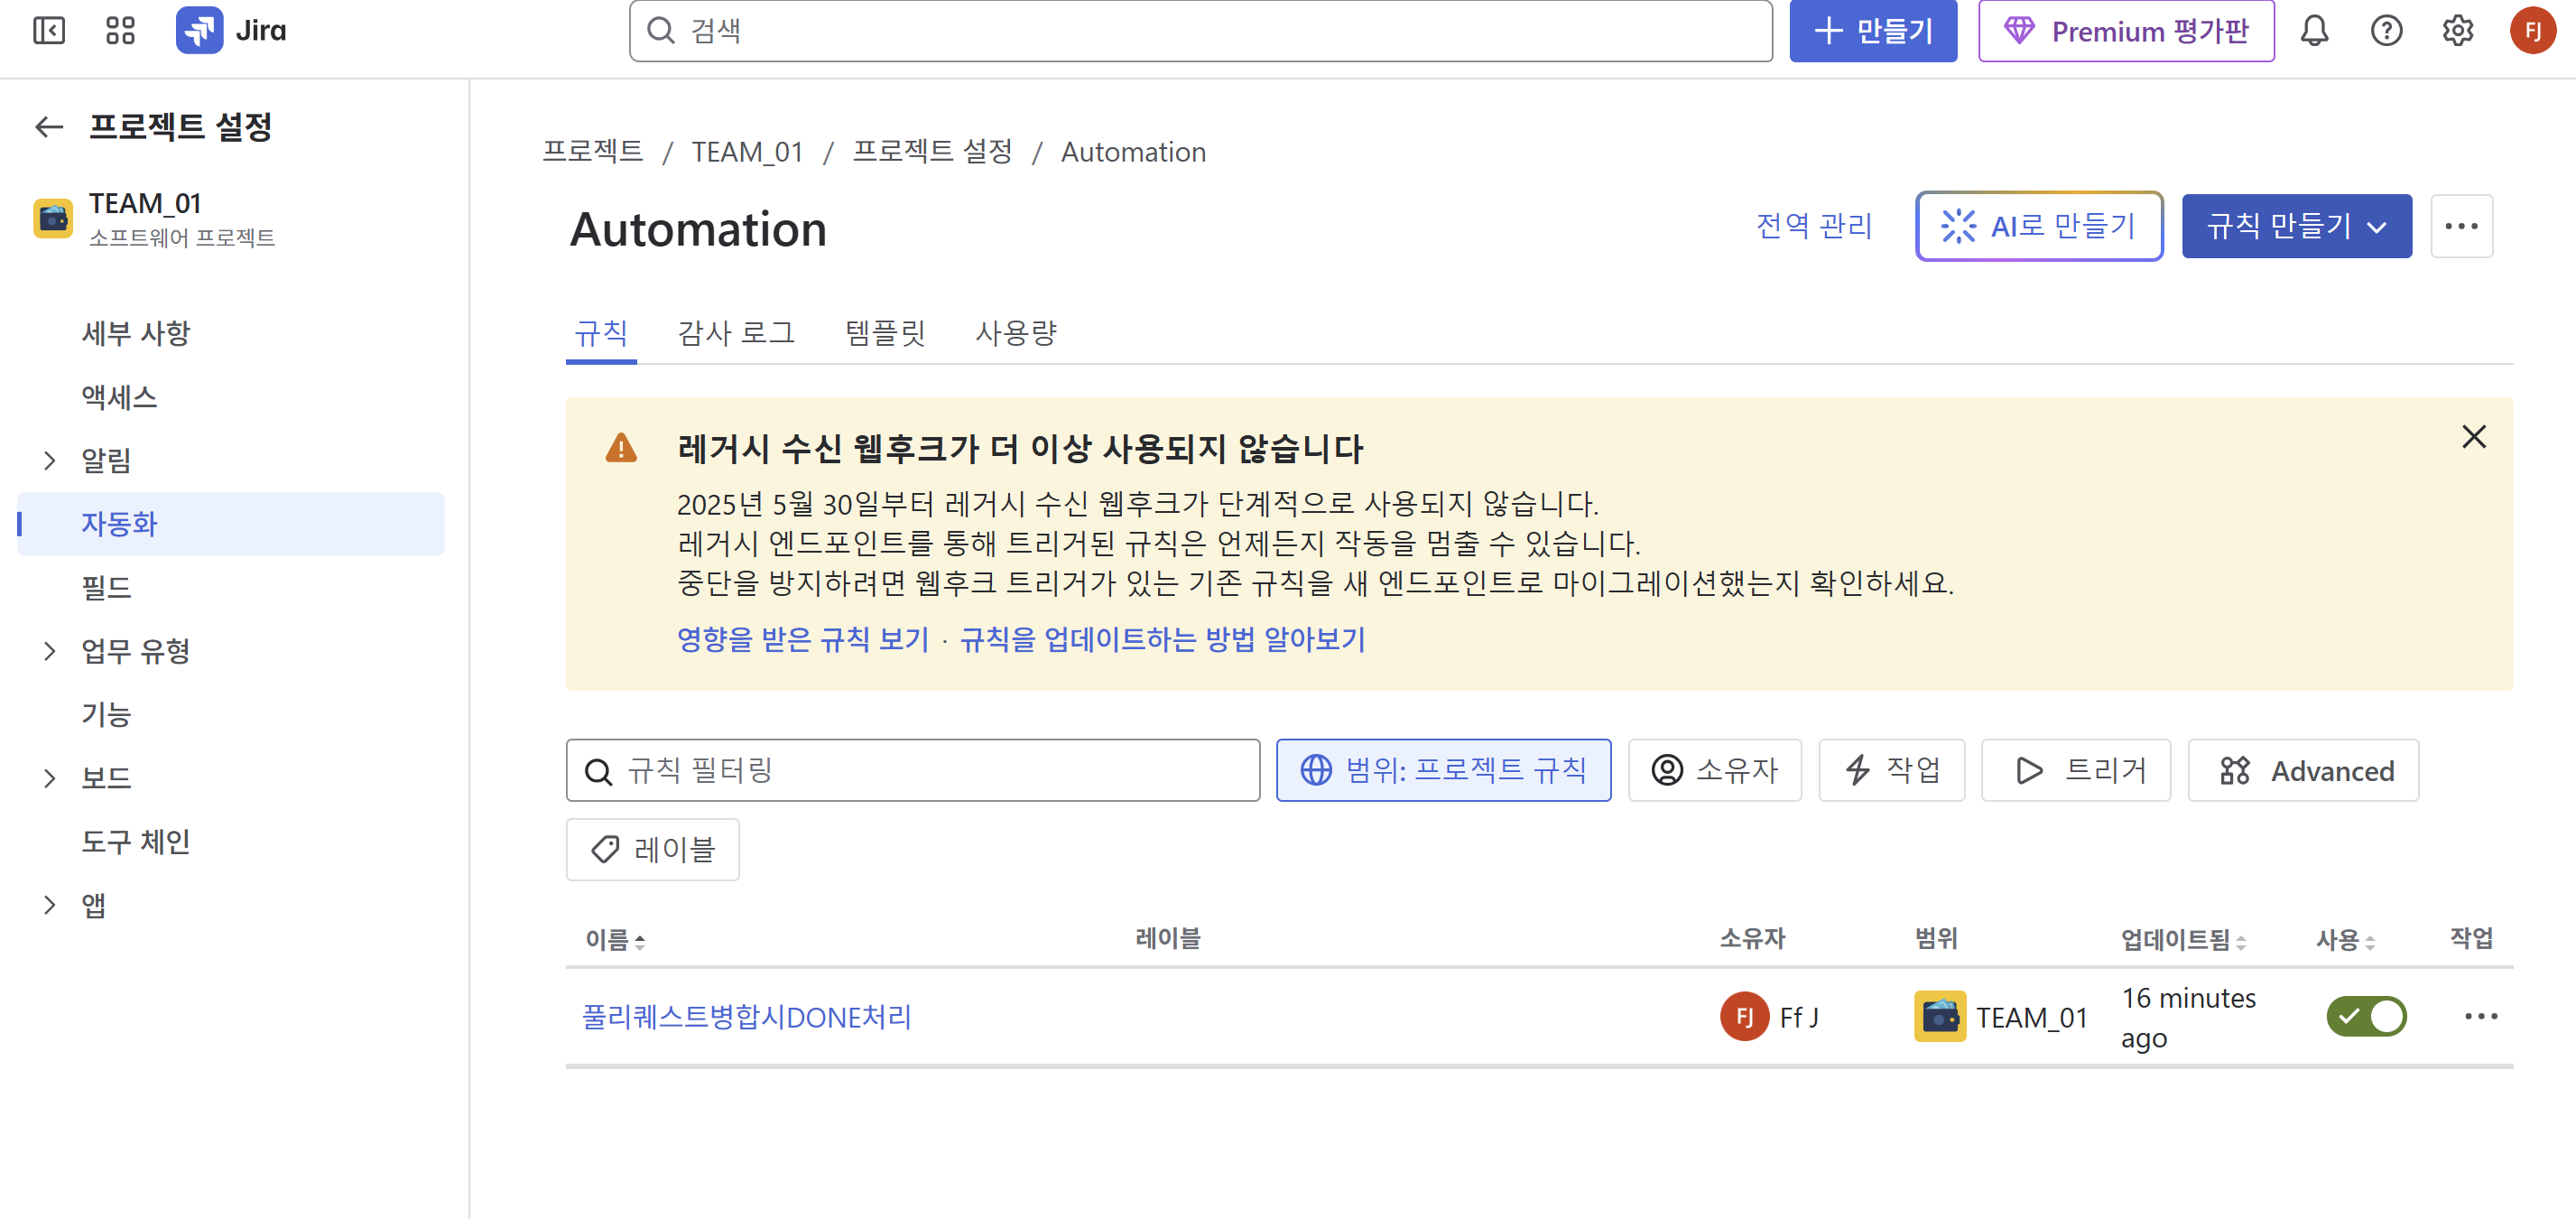 Jira
검색
만들기
Premium 평가판
FJ
프로젝트 설정
TEAM_01
소프트웨어 프로젝트
세부 사항
액세스
알림
자동화
필드
업무 유형
기능
보드
도구 체인
앱
프로젝트 / TEAM_01 / 프로젝트 설정 / Automation
Automation
전역 관리
AI로 만들기
규칙 만들기
규칙 감사 로그 템플릿 사용량
레거시 수신 웹후크가 더 이상 사용되지 않습니다
2025년 5월 30일부터 레거시 수신 웹후크가 단계적으로 사용되지 않습니다.
레거시 엔드포인트를 통해 트리거된 규칙은 언제든지 작동을 멈출 수 있습니다.
중단을 방지하려면 웹후크 트리거가 있는 기존 규칙을 새 엔드포인트로 마이그레이션했는지 확인하세요.
영향을 받은 규칙 보기 · 규칙을 업데이트하는 방법 알아보기
규칙 필터링
범위: 프로젝트 규칙
소유자
작업
트리거
Advanced
레이블
이름 레이블 소유자 범위 업데이트됨 사용 작업
풀리퀘스트병합시DONE처리
FJ Ff J
TEAM_01
16 minutes
ago